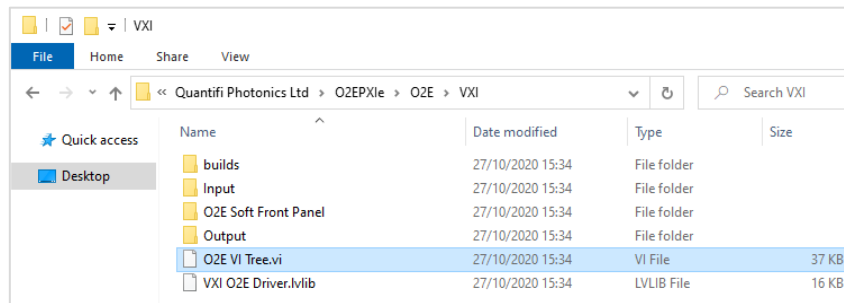 VXI
File Home Share View
« Quantifi Photonics Ltd > O2EPXIe > O2E > VXI Search VXI
Quick access
Desktop
Name Date modified Type Size
builds 27/10/2020 15:34 File folder
Input 27/10/2020 15:34 File folder
O2E Soft Front Panel 27/10/2020 15:34 File folder
Output 27/10/2020 15:34 File folder
O2E VI Tree.vi 27/10/2020 15:34 VI File 37 KB
VXI O2E Driver.lvlib 27/10/2020 15:34 LVLIB File 16 KB